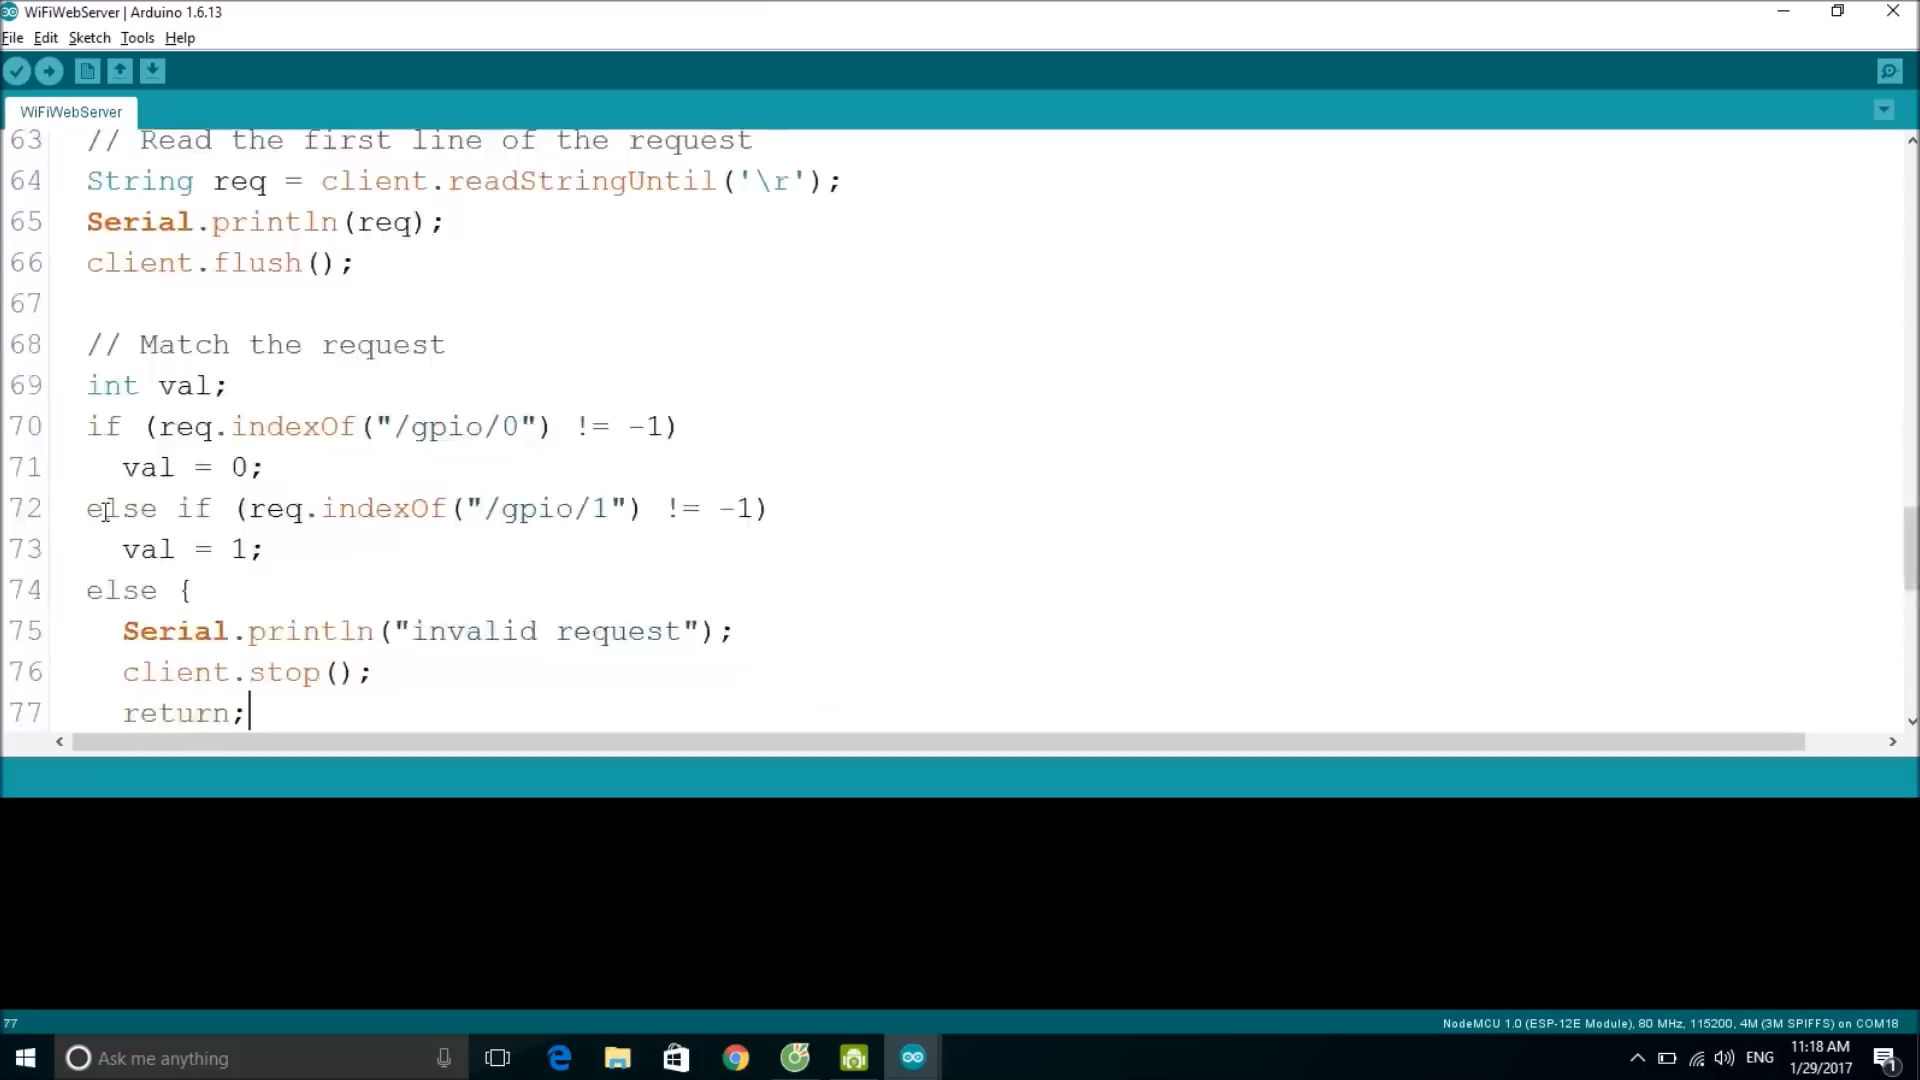 WiFiWebServer | Arduino 1.6.13
File Edit Sketch Tools Help
WiFiWebServer
63 // Read the first line of the request
64 String req = client.readStringUntil('\r');
65 Serial.println(req);
66 client.flush();
67
68 // Match the request
69 int val;
70 if (req.indexOf("/gpio/0") != -1)
71 val = 0;
72 else if (req.indexOf("/gpio/1") != -1)
73 val = 1;
74 else {
75 Serial.println("invalid request");
76 client.stop();
77 return;
77 NodeMCU 1.0 (ESP-12E Module), 80 MHz, 115200, 4M (3M SPIFFS) on COM18
Ask me anything ENG 11:18 AM
1/29/2017 1